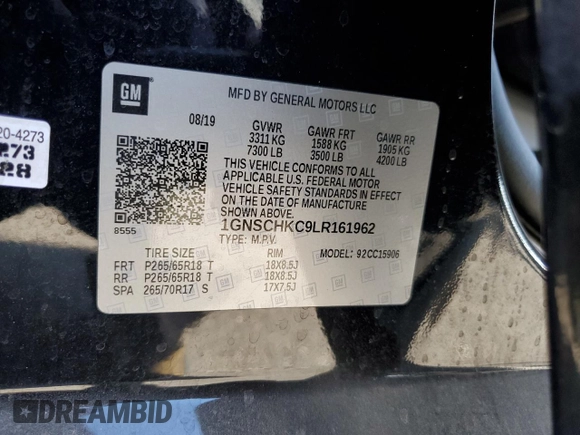 GM
MFD BY GENERAL MOTORS LLC
08/19
GVWR GAWR FRT GAWR RR
3311 KG 1588 KG 1905 KG
7300 LB 3500 LB 4200 LB
THIS VEHICLE CONFORMS TO ALL
APPLICABLE U.S. FEDERAL MOTOR
VEHICLE SAFETY STANDARDS IN EFFECT
ON THE DATE OF MANUFACTURE
SHOWN ABOVE.
1GNSCHKC9LR161962
TYPE: M.P.V. MODEL: 92CC15906
8555
TIRE SIZE RIM
FRT P265/65R18 T 18X8.5J
RR P265/65R18 T 18X8.5J
SPA 265/70R17 S 17X7.5J
20-4273
273
28
DREAMBID